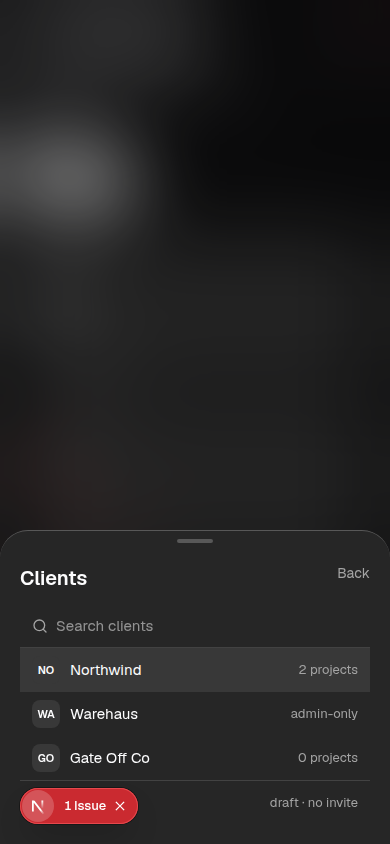 Clients
Back
Search clients
NO Northwind 2 projects
WA Warehaus admin-only
GO Gate Off Co 0 projects
N 1 Issue
draft · no invite